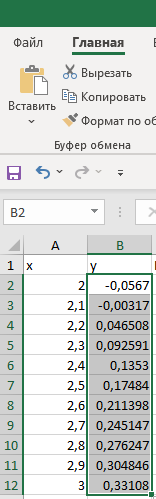 Файл Главная
Вставить
Вырезать
Копировать
Формат по об
Буфер обмена
B2
A B
1 x y
2 2 -0,0567
3 2,1 -0,00317
4 2,2 0,046508
5 2,3 0,092591
6 2,4 0,1353
7 2,5 0,17484
8 2,6 0,211398
9 2,7 0,245147
10 2,8 0,276247
11 2,9 0,304846
12 3 0,33108